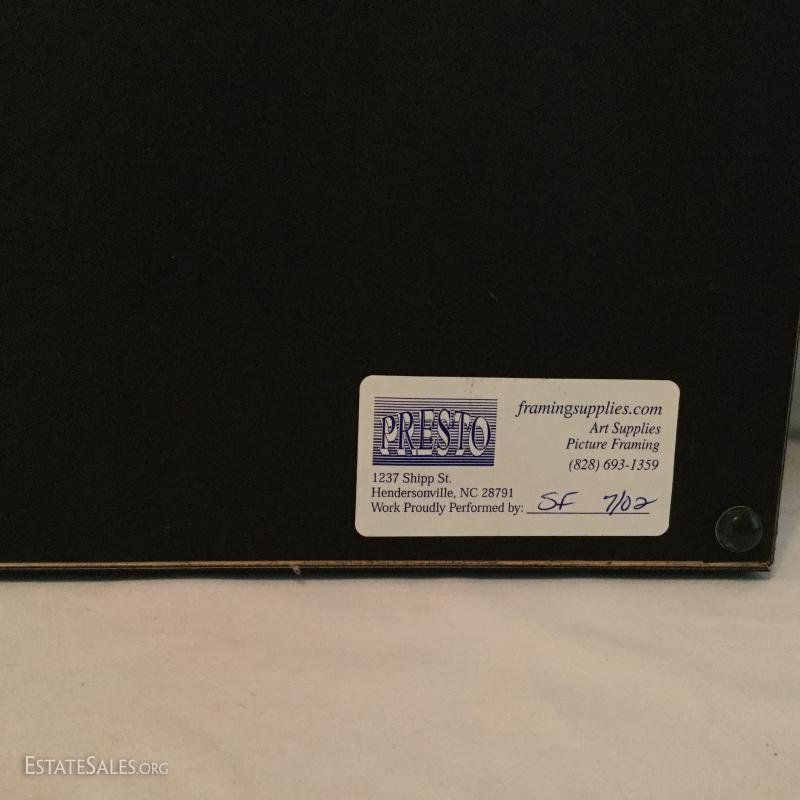 PRESTO
framingsupplies.com
Art Supplies
Picture Framing
(828) 693-1359
1237 Shipp St.
Hendersonville, NC 28791
Work Proudly Performed by: SF 7/02
ESTATESALES.ORG